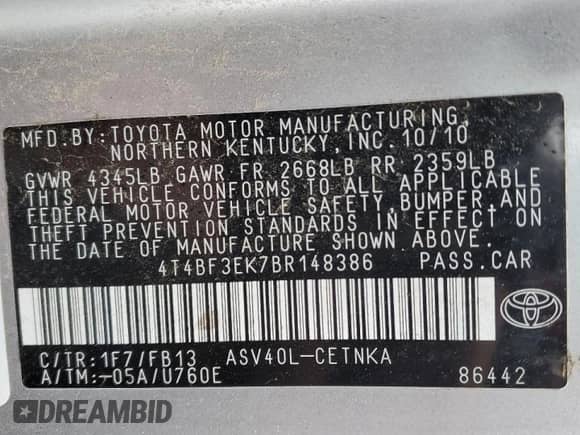 MFD.BY:TOYOTA MOTOR MANUFACTURING,
NORTHERN KENTUCKY, INC. 10/10
GVWR 4345LB GAWR FR 2668LB RR 2359LB
THIS VEHICLE CONFORMS TO ALL APPLICABLE
FEDERAL MOTOR VEHICLE SAFETY, BUMPER,AND
THEFT PREVENTION STANDARDS IN EFFECT ON
THE DATE OF MANUFACTURE SHOWN ABOVE.
4T4BF3EK7BR148386 PASS.CAR
C/TR:1F7/FB13 ASV40L-CETNKA
A/TM:-05A/U760E 86442
DREAMBID